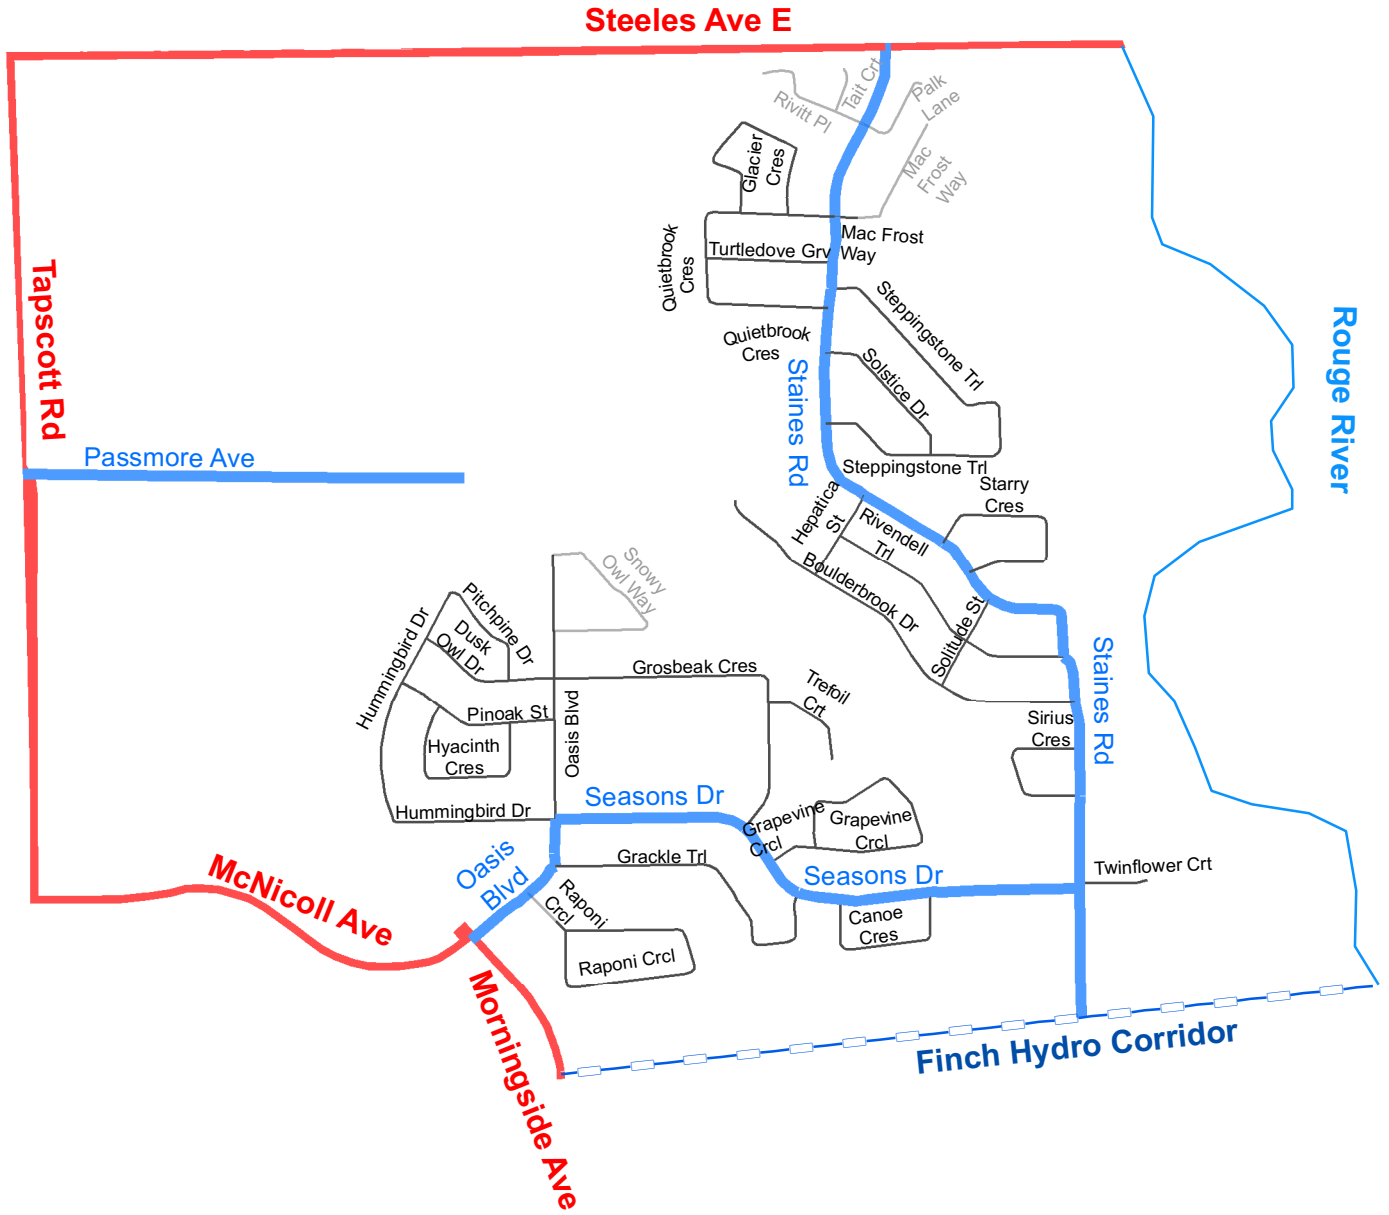 Steeles Ave E
Tait Crt
Palk
Lane
Rivitt Pl
Glacier
Cres
Mac
Frost
Way
Quietbrook
Cres
Mac Frost
Way
Turtledove Grv
Tapscott Rd
Steppingstone Trl
Rouge River
Quietbrook
Cres
Solstice Dr
Staines Rd
Passmore Ave
Steppingstone Trl
Starry
Cres
Hepatica
St
Rivendell
Trl
Snowy
Owl Way
Boulderbrook Dr
Pitchpine Dr
Dusk
Owl Dr
Hummingbird Dr
Solitude St
Grosbeak Cres
Trefoil
Crt
Staines Rd
Pinoak St
Oasis Blvd
Sirius
Cres
Hyacinth
Cres
Seasons Dr
Hummingbird Dr
Grapevine
Crcl
Grapevine
Crcl
Oasis
Blvd
Grackle Trl
Twinflower Crt
Seasons Dr
McNicoll Ave
Raponi
Crcl
Canoe
Cres
Raponi Crcl
Morningside Ave
Finch Hydro Corridor